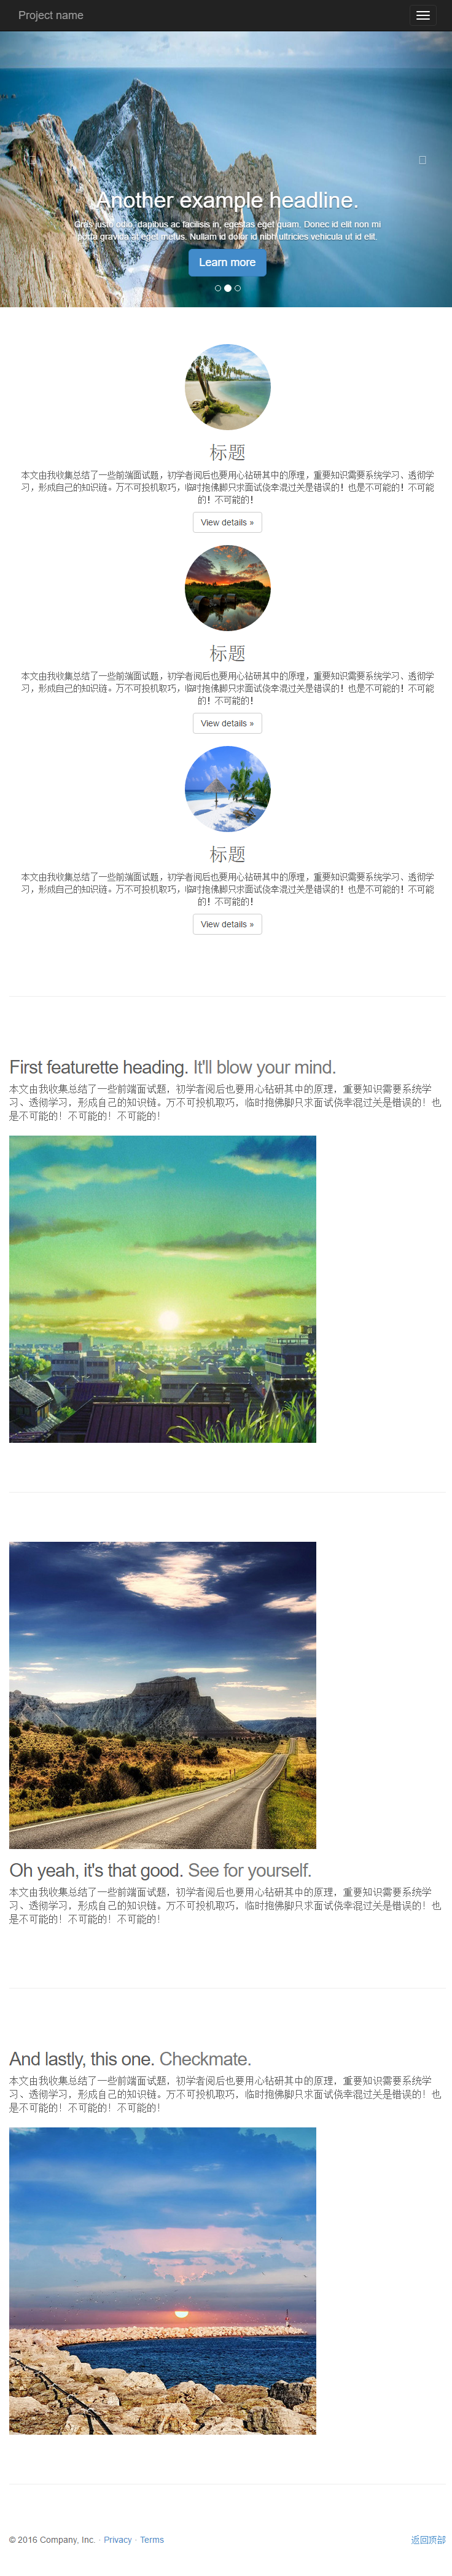 Project name
Another example headline.
Cras justo odio, dapibus ac facilisis in, egestas eget quam. Donec id elit non mi
porta gravida at eget metus. Nullam id dolor id nibh ultricies vehicula ut id elit.
Learn more
标题
本文由我收集总结了一些前端面试题，初学者阅后也要用心钻研其中的原理，重要知识需要系统学习、透彻学
习，形成自己的知识链。万不可投机取巧，临时抱佛脚只求面试侥幸混过关是错误的！也是不可能的！不可能
的！不可能的！
View details »
标题
本文由我收集总结了一些前端面试题，初学者阅后也要用心钻研其中的原理，重要知识需要系统学习、透彻学
习，形成自己的知识链。万不可投机取巧，临时抱佛脚只求面试侥幸混过关是错误的！也是不可能的！不可能
的！不可能的！
View details »
标题
本文由我收集总结了一些前端面试题，初学者阅后也要用心钻研其中的原理，重要知识需要系统学习、透彻学
习，形成自己的知识链。万不可投机取巧，临时抱佛脚只求面试侥幸混过关是错误的！也是不可能的！不可能
的！不可能的！
View details »
First featurette heading. It'll blow your mind.
本文由我收集总结了一些前端面试题，初学者阅后也要用心钻研其中的原理，重要知识需要系统学
习、透彻学习，形成自己的知识链。万不可投机取巧，临时抱佛脚只求面试侥幸混过关是错误的！也
是不可能的！不可能的！不可能的！
Oh yeah, it's that good. See for yourself.
本文由我收集总结了一些前端面试题，初学者阅后也要用心钻研其中的原理，重要知识需要系统学
习、透彻学习，形成自己的知识链。万不可投机取巧，临时抱佛脚只求面试侥幸混过关是错误的！也
是不可能的！不可能的！不可能的！
And lastly, this one. Checkmate.
本文由我收集总结了一些前端面试题，初学者阅后也要用心钻研其中的原理，重要知识需要系统学
习、透彻学习，形成自己的知识链。万不可投机取巧，临时抱佛脚只求面试侥幸混过关是错误的！也
是不可能的！不可能的！不可能的！
© 2016 Company, Inc. · Privacy · Terms 返回顶部